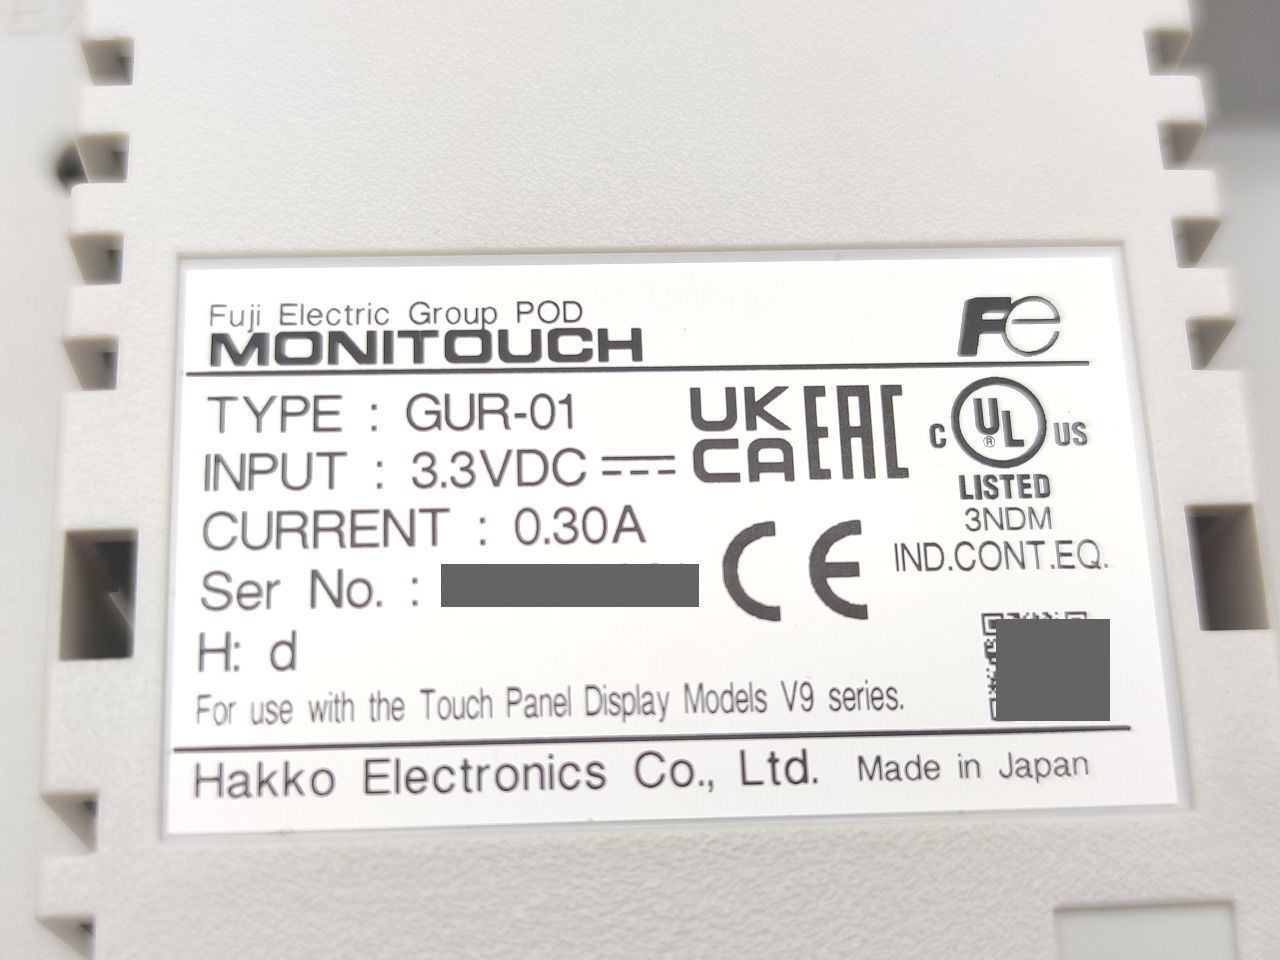 Fuji Electric Group POD
MONITOUCH
Fe
TYPE : GUR-01
INPUT : 3.3VDC
CURRENT : 0.30A
Ser No. :
H: d
UK
CA
EAC
C UL ® US
LISTED
3NDM
IND.CONT.EQ.
CE
For use with the Touch Panel Display Models V9 series.
Hakko Electronics Co., Ltd. Made in Japan